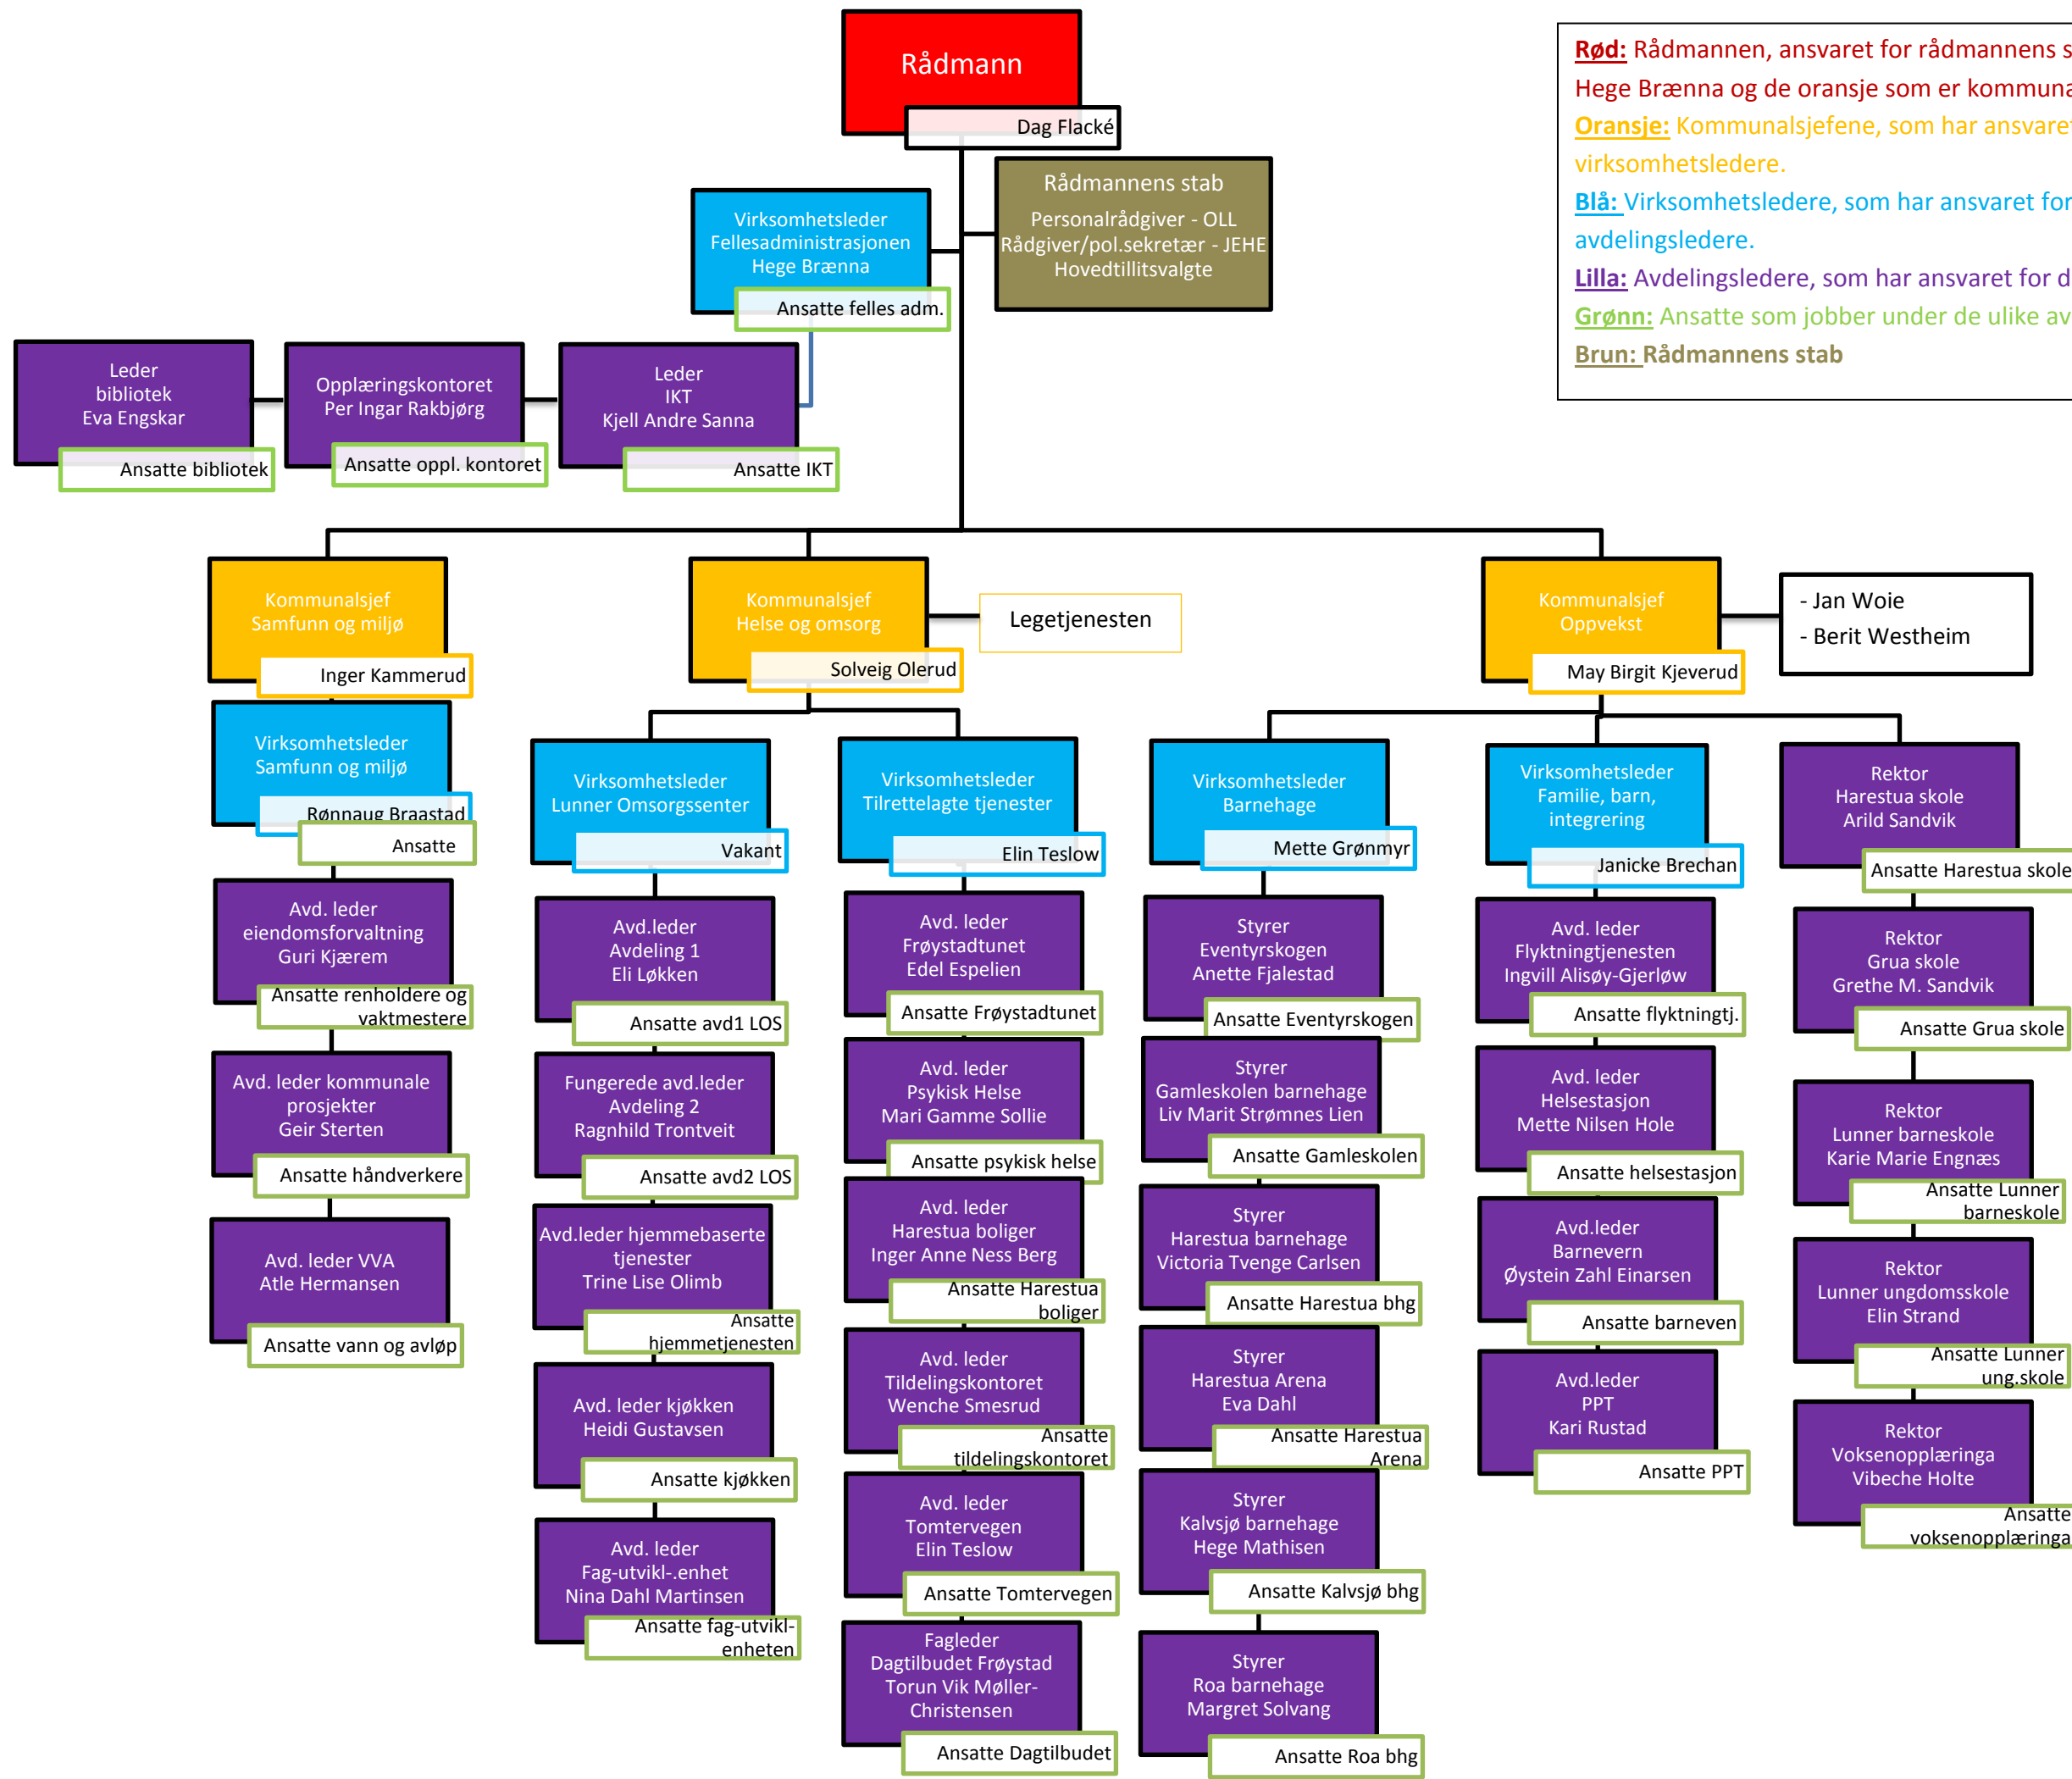 Rådmann
Dag Flacké
Rød: Rådmannen, ansvaret for rådmannens s
Hege Brænna og de oransje som er kommuna
Oransje: Kommunalsjefene, som har ansvaret
virksomhetsledere.
Blå: Virksomhetsledere, som har ansvaret for
avdelingsledere.
Lilla: Avdelingsledere, som har ansvaret for d
Grønn: Ansatte som jobber under de ulike av
Brun: Rådmannens stab
Rådmannens stab
Personalrådgiver - OLL
Rådgiver/pol.sekretær - JEHE
Hovedtillitsvalgte
Virksomhetsleder
Fellesadministrasjonen
Hege Brænna
Ansatte felles adm.
Leder
bibliotek
Eva Engskar
Ansatte bibliotek
Opplæringskontoret
Per Ingar Rakbjørg
Ansatte oppl. kontoret
Leder
IKT
Kjell Andre Sanna
Ansatte IKT
Kommunalsjef
Samfunn og miljø
Inger Kammerud
Kommunalsjef
Helse og omsorg
Solveig Olerud
Legetjenesten
Kommunalsjef
Oppvekst
May Birgit Kjeverud
- Jan Woie
- Berit Westheim
Virksomhetsleder
Samfunn og miljø
Rønnaug Braastad
Ansatte
Avd. leder
eiendomsforvaltning
Guri Kjærem
Ansatte renholdere og
vaktmestere
Avd. leder kommunale
prosjekter
Geir Sterten
Ansatte håndverkere
Avd. leder VVA
Atle Hermansen
Ansatte vann og avløp
Virksomhetsleder
Lunner Omsorgssenter
Vakant
Avd.leder
Avdeling 1
Eli Løkken
Ansatte avd1 LOS
Fungerede avd.leder
Avdeling 2
Ragnhild Trontveit
Ansatte avd2 LOS
Avd.leder hjemmebaserte
tjenester
Trine Lise Olimb
Ansatte
hjemmetjenesten
Avd. leder kjøkken
Heidi Gustavsen
Ansatte kjøkken
Avd. leder
Fag-utvikl-.enhet
Nina Dahl Martinsen
Ansatte fag-utvikl-
enheten
Virksomhetsleder
Tilrettelagte tjenester
Elin Teslow
Avd. leder
Frøystadtunet
Edel Espelien
Ansatte Frøystadtunet
Avd. leder
Psykisk Helse
Mari Gamme Sollie
Ansatte psykisk helse
Avd. leder
Harestua boliger
Inger Anne Ness Berg
Ansatte Harestua
boliger
Avd. leder
Tildelingskontoret
Wenche Smesrud
Ansatte
tildelingskontoret
Avd. leder
Tomtervegen
Elin Teslow
Ansatte Tomtervegen
Fagleder
Dagtilbudet Frøystad
Torun Vik Møller-
Christensen
Ansatte Dagtilbudet
Virksomhetsleder
Barnehage
Mette Grønmyr
Styrer
Eventyrskogen
Anette Fjalestad
Ansatte Eventyrskogen
Styrer
Gamleskolen barnehage
Liv Marit Strømnes Lien
Ansatte Gamleskolen
Styrer
Harestua barnehage
Victoria Tvenge Carlsen
Ansatte Harestua bhg
Styrer
Harestua Arena
Eva Dahl
Ansatte Harestua
Arena
Styrer
Kalvsjø barnehage
Hege Mathisen
Ansatte Kalvsjø bhg
Styrer
Roa barnehage
Margret Solvang
Ansatte Roa bhg
Virksomhetsleder
Familie, barn,
integrering
Janicke Brechan
Avd. leder
Flyktningtjenesten
Ingvill Alisøy-Gjerløw
Ansatte flyktningtj.
Avd. leder
Helsestasjon
Mette Nilsen Hole
Ansatte helsestasjon
Avd.leder
Barnevern
Øystein Zahl Einarsen
Ansatte barneven
Avd.leder
PPT
Kari Rustad
Ansatte PPT
Rektor
Harestua skole
Arild Sandvik
Ansatte Harestua skole
Rektor
Grua skole
Grethe M. Sandvik
Ansatte Grua skole
Rektor
Lunner barneskole
Karie Marie Engnæs
Ansatte Lunner
barneskole
Rektor
Lunner ungdomsskole
Elin Strand
Ansatte Lunner
ung.skole
Rektor
Voksenopplæringa
Vibeche Holte
Ansatte
voksenopplæringa